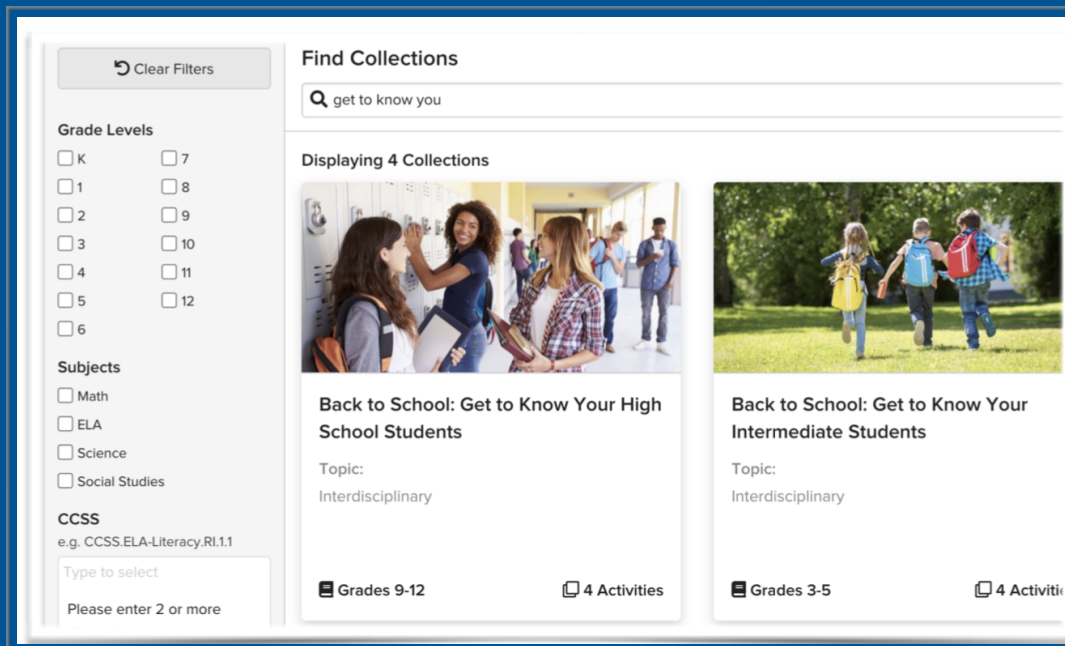 Clear Filters
Grade Levels
K
7
1
8
2
9
3
10
4
11
5
12
6
Subjects
Math
ELA
Science
Social Studies
CCSS
e.g. CCSS.ELA-Literacy.RI.1.1
Type to select
Please enter 2 or more
Find Collections
get to know you
Displaying 4 Collections
Back to School: Get to Know Your High
School Students
Topic:
Interdisciplinary
Grades 9-12
4 Activities
Back to School: Get to Know Your
Intermediate Students
Topic:
Interdisciplinary
Grades 3-5
4